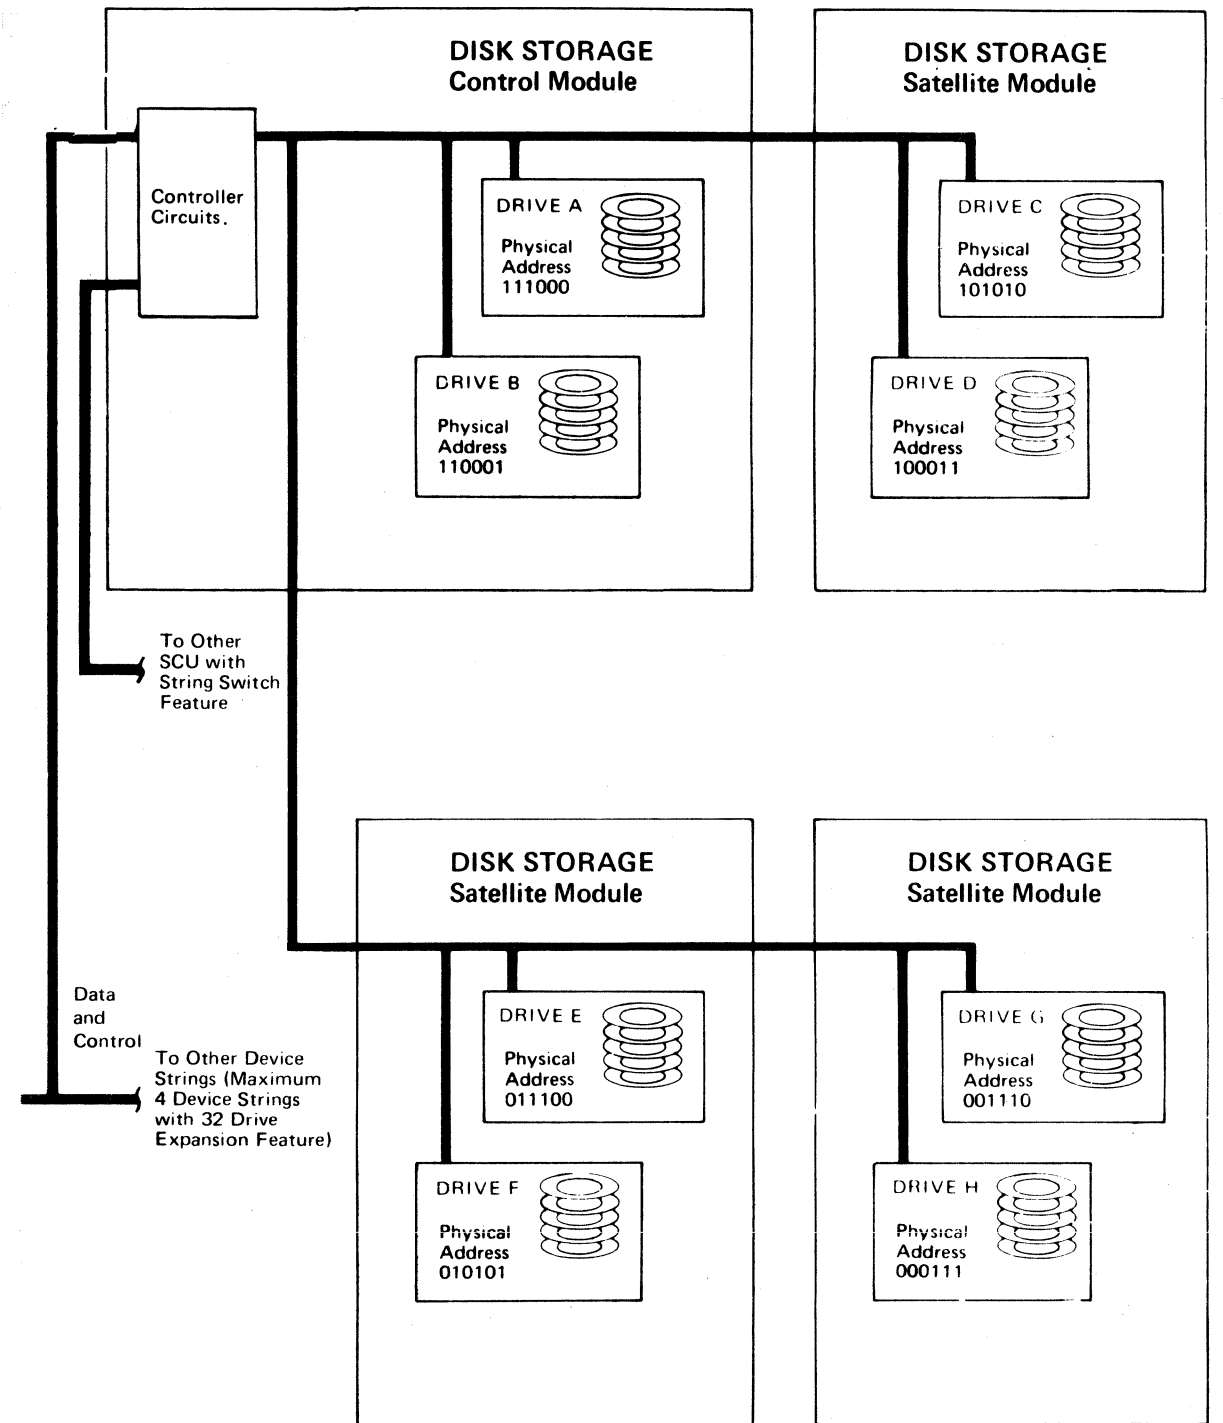 DISK STORAGE
Control Module
DISK STORAGE
Satellite Module
Controller
Circuits.
DRIVE A
Physical
Address
111000
DRIVE B
Physical
Address
110001
DRIVE C
Physical
Address
101010
DRIVE D
Physical
Address
100011
To Other
SCU with
String Switch
Feature
DISK STORAGE
Satellite Module
DISK STORAGE
Satellite Module
Data
and
Control
To Other Device
Strings (Maximum
4 Device Strings
with 32 Drive
Expansion Feature)
DRIVE E
Physical
Address
011100
DRIVE F
Physical
Address
010101
DRIVE G
Physical
Address
001110
DRIVE H
Physical
Address
000111